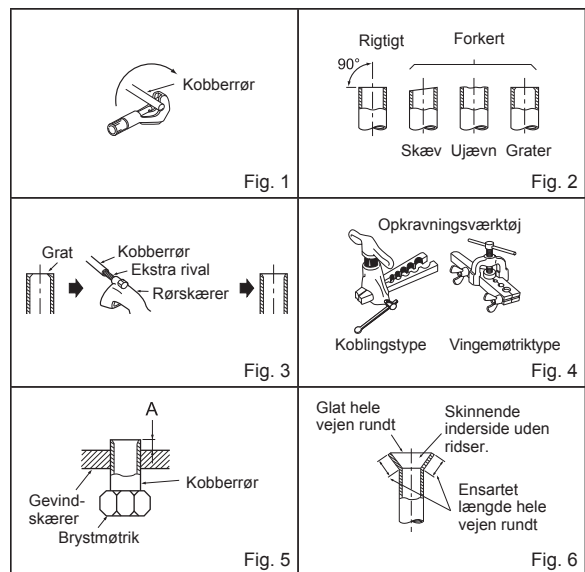 Kobberrør
Fig. 1
Rigtigt
Forkert
90°
Skæv Ujævn Grater
Fig. 2
Grat
Kobberrør
Ekstra rival
Rørskærer
Fig. 3
Opkravningsværktøj
Koblingstype
Vingemøtriktype
Fig. 4
A
Kobberrør
Gevind-
skærer
Brystmøtrik
Fig. 5
Glat hele
vejen rundt
Skinnende
inderside uden
ridser.
Ensartet
længde hele
vejen rundt
Fig. 6